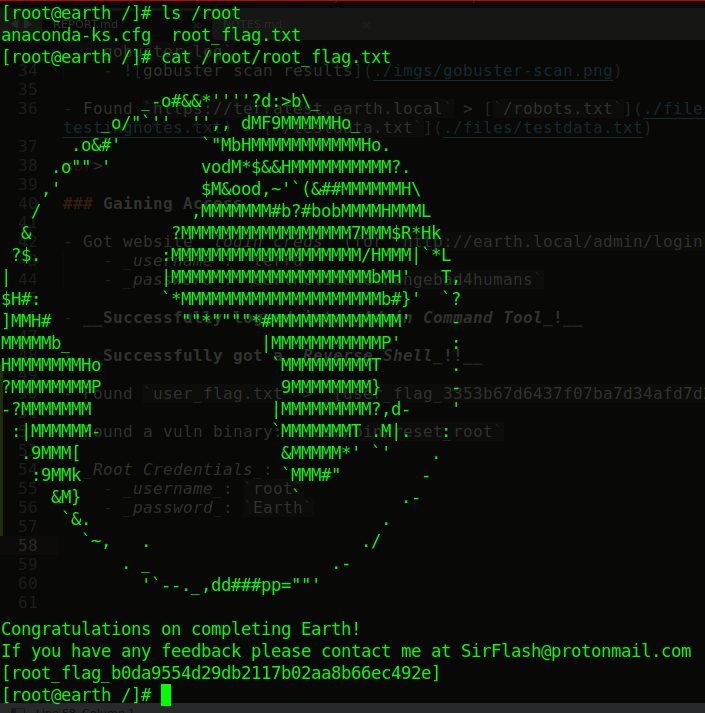 [root@earth /]# ls /root
anaconda-ks.cfg  root_flag.txt
[root@earth /]# cat /root/root_flag.txt

              _-o#&&*''''?d:>b\_
          _o/"`''  '',, dMF9MMMMMHo_
       .o&#'        `"MbHMMMMMMMMMMMHo.
     .o"" '         vodM*$&&HMMMMMMMMMM?.
    ,'              $M&ood,~'`(&##MMMMMMH\
   /               ,MMMMMMM#b?#bobMMMMHMMML
  &              ?MMMMMMMMMMMMMMMMM7MMM$R*Hk
 ?$.            :MMMMMMMMMMMMMMMMMMM/HMMM|`*L
|               |MMMMMMMMMMMMMMMMMMMMbMH'   T,
$H#:            `*MMMMMMMMMMMMMMMMMMMMb#}'  `?
]MMH#             ""*""""*#MMMMMMMMMMMMM'    -
MMMMMb_                   |MMMMMMMMMMMP'     :
HMMMMMMMHo                 `MMMMMMMMMT       .
?MMMMMMMMP                  9MMMMMMMM}       -
-?MMMMMMM                  |MMMMMMMMM?,d-    '
 :|MMMMMM-                 `MMMMMMMT .M|.   :
  .9MMM[                    &MMMMM*' `'    .
   :9MMk                    `MMM#"        -
     &M}                     `          .-
      `&.                             .
        `~,   .                     ./
            . _                  .-
              '`--._,dd###pp=""'

Congratulations on completing Earth!
If you have any feedback please contact me at SirFlash@protonmail.com
[root_flag_b0da9554d29db2117b02aa8b66ec492e]
[root@earth /]#